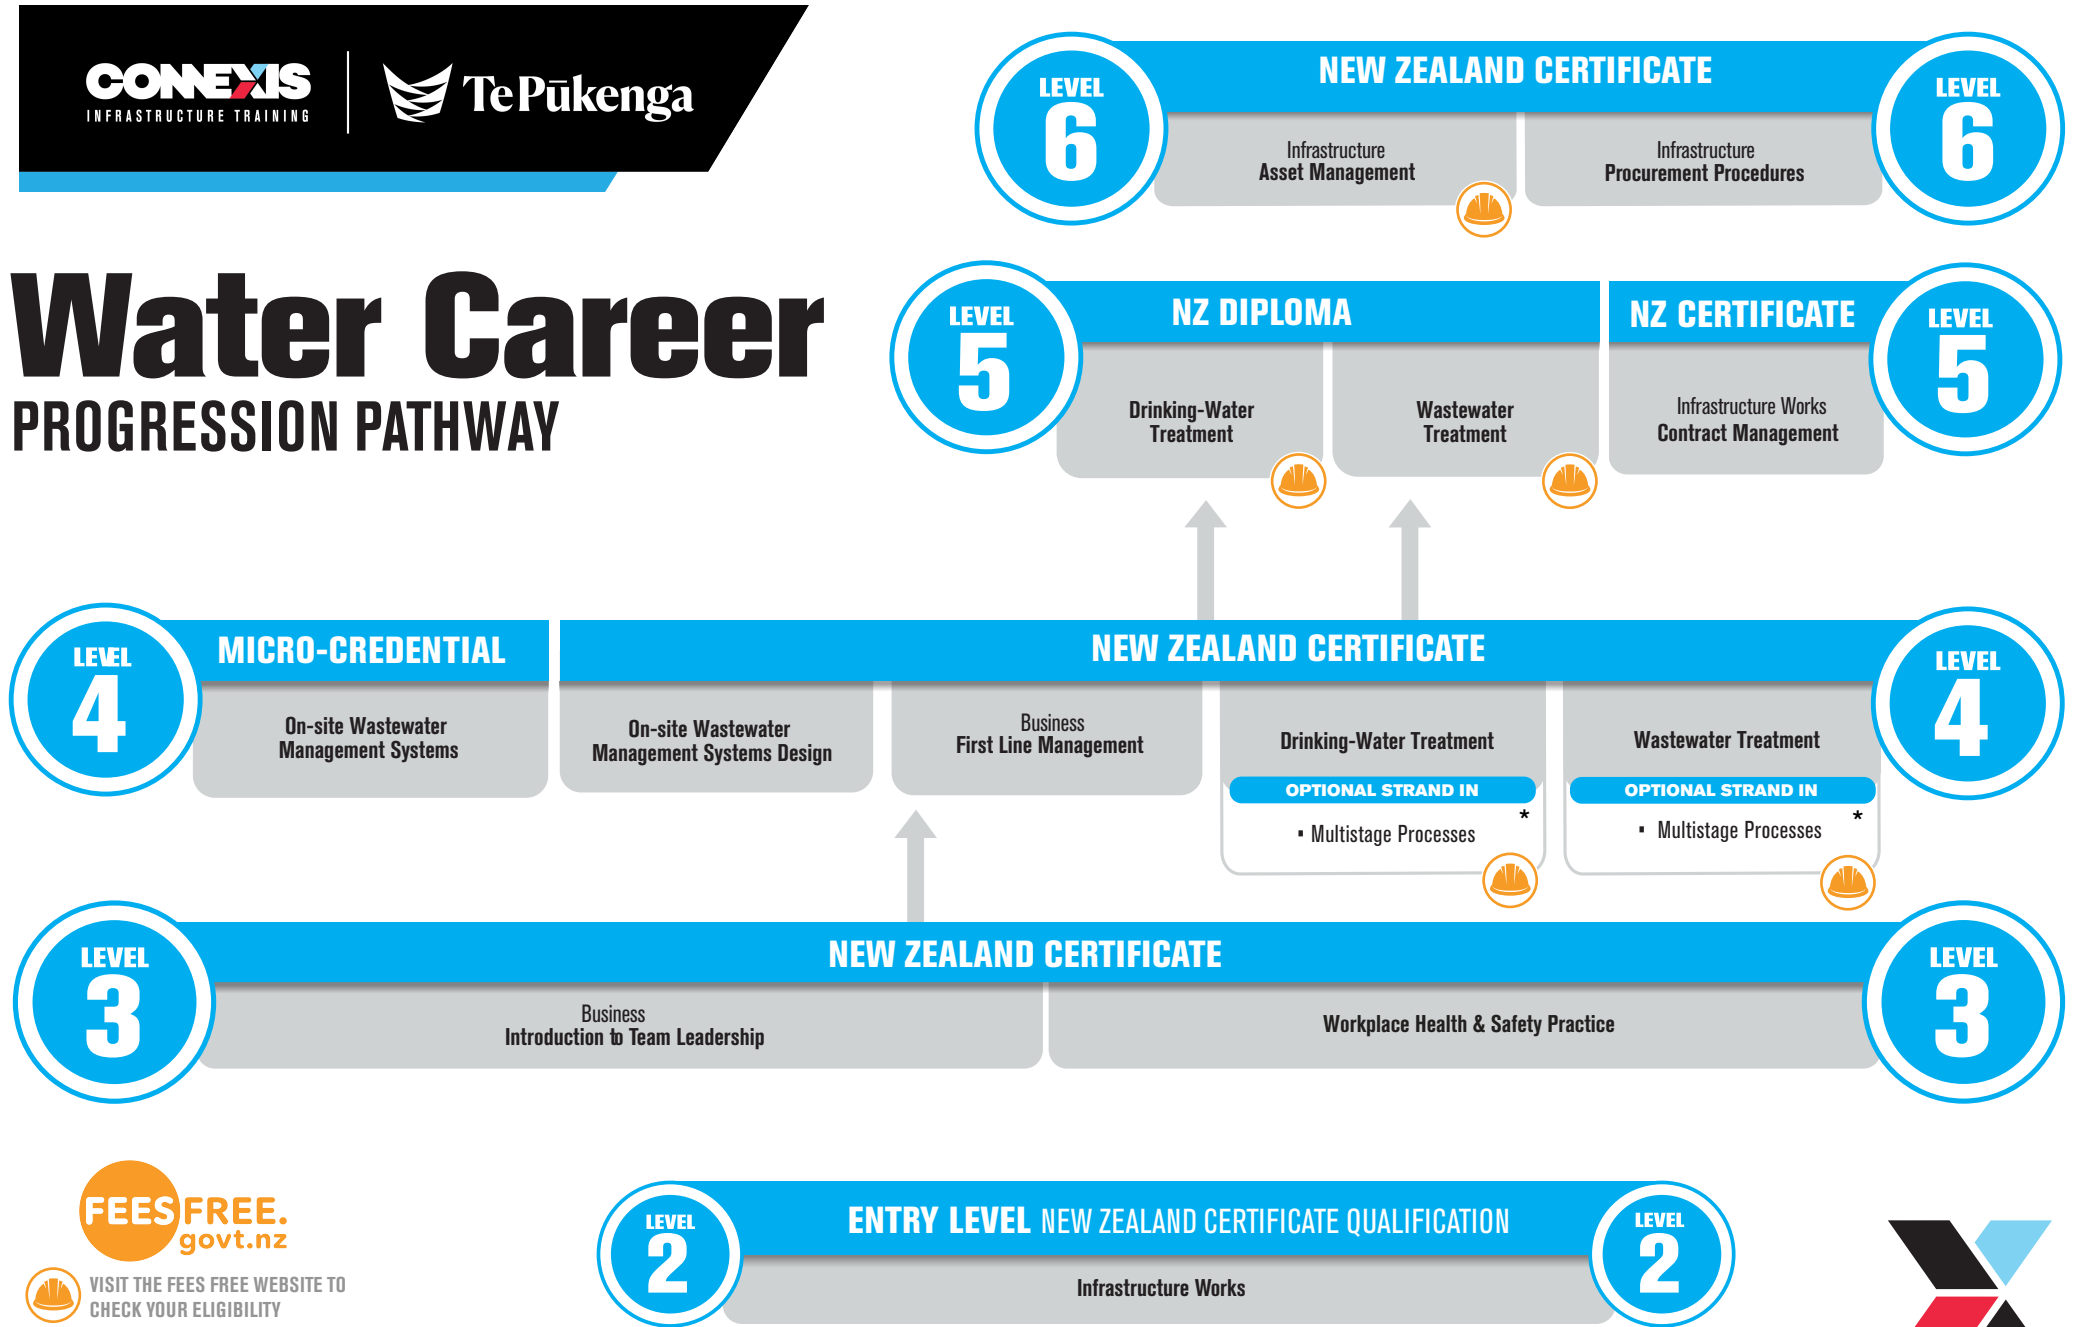 CONNEXIS
INFRASTRUCTURE TRAINING
Te Pūkenga
Water Career
PROGRESSION PATHWAY
LEVEL
6
NEW ZEALAND CERTIFICATE
Infrastructure
Asset Management
Infrastructure
Procurement Procedures
LEVEL
6
LEVEL
5
NZ DIPLOMA
Drinking-Water
Treatment
Wastewater
Treatment
NZ CERTIFICATE
Infrastructure Works
Contract Management
LEVEL
5
LEVEL
4
MICRO-CREDENTIAL
On-site Wastewater
Management Systems
NEW ZEALAND CERTIFICATE
On-site Wastewater
Management Systems Design
Business
First Line Management
Drinking-Water Treatment
OPTIONAL STRAND IN
*
▪ Multistage Processes
Wastewater Treatment
OPTIONAL STRAND IN
*
▪ Multistage Processes
LEVEL
4
LEVEL
3
NEW ZEALAND CERTIFICATE
Business
Introduction to Team Leadership
Workplace Health & Safety Practice
LEVEL
3
FEESFREE.
govt.nz
VISIT THE FEES FREE WEBSITE TO
CHECK YOUR ELIGIBILITY
LEVEL
2
ENTRY LEVEL NEW ZEALAND CERTIFICATE QUALIFICATION
Infrastructure Works
LEVEL
2